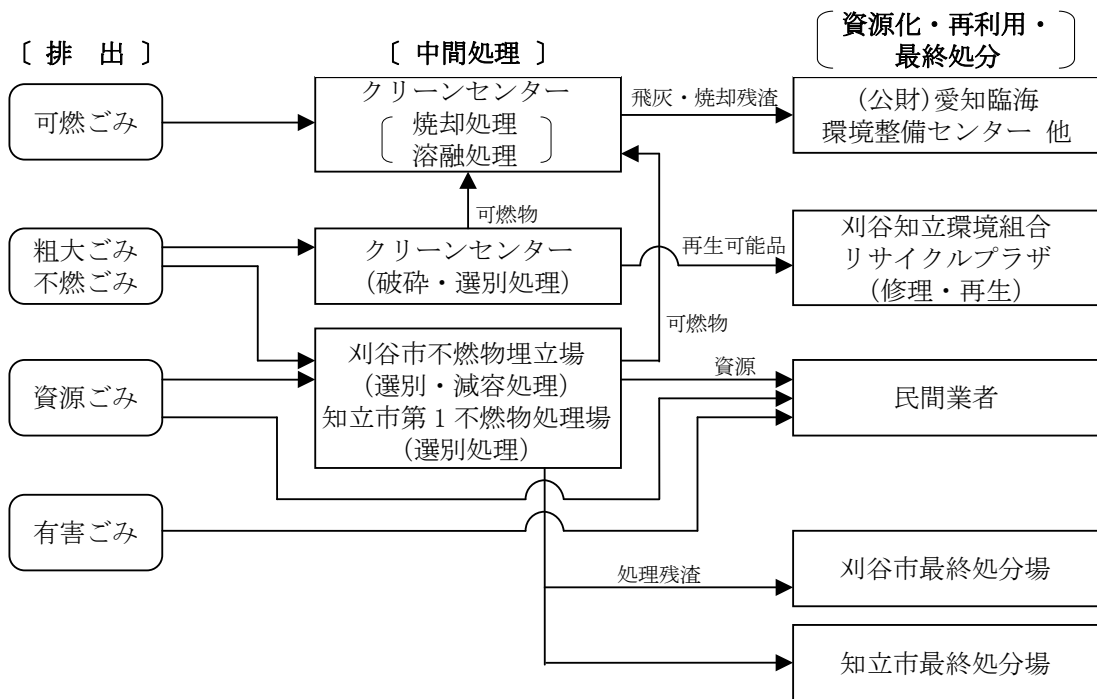 〔 排 出 〕
〔 中間処理 〕
資源化・再利用・
最終処分
可燃ごみ
クリーンセンター
焼却処理
溶融処理
飛灰・焼却残渣
(公財)愛知臨海
環境整備センター 他
可燃物
粗大ごみ
不燃ごみ
クリーンセンター
(破砕・選別処理)
再生可能品
刈谷知立環境組合
リサイクルプラザ
(修理・再生)
可燃物
資源ごみ
刈谷市不燃物埋立場
(選別・減容処理)
知立市第1不燃物処理場
(選別処理)
資源
民間業者
有害ごみ
処理残渣
刈谷市最終処分場
知立市最終処分場